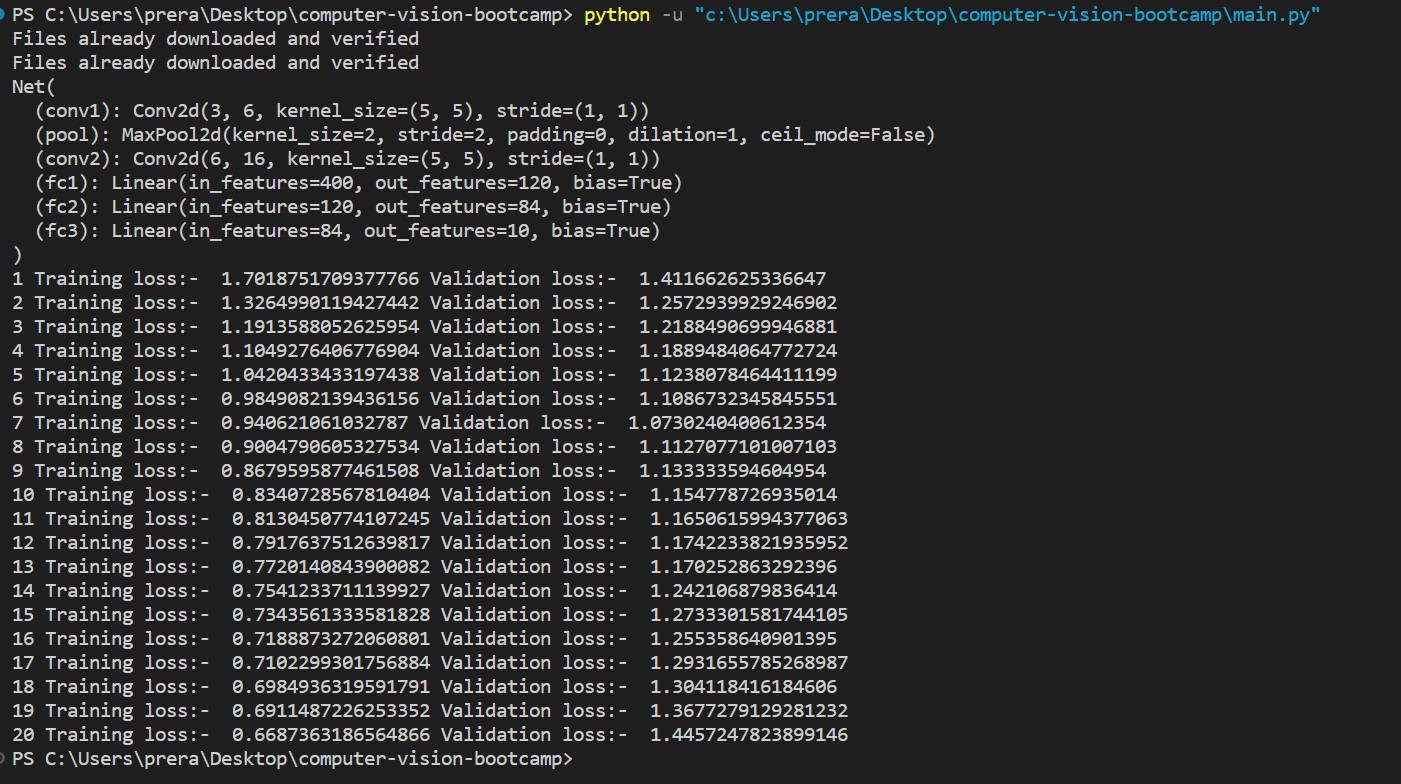 PS C:\Users\prera\Desktop\computer-vision-bootcamp> python -u "c:\Users\prera\Desktop\computer-vision-bootcamp\main.py"
Files already downloaded and verified
Files already downloaded and verified
Net(
  (conv1): Conv2d(3, 6, kernel_size=(5, 5), stride=(1, 1))
  (pool): MaxPool2d(kernel_size=2, stride=2, padding=0, dilation=1, ceil_mode=False)
  (conv2): Conv2d(6, 16, kernel_size=(5, 5), stride=(1, 1))
  (fc1): Linear(in_features=400, out_features=120, bias=True)
  (fc2): Linear(in_features=120, out_features=84, bias=True)
  (fc3): Linear(in_features=84, out_features=10, bias=True)
)
1 Training loss:-  1.7018751709377766 Validation loss:-  1.411662625336647
2 Training loss:-  1.3264990119427442 Validation loss:-  1.2572939929246902
3 Training loss:-  1.1913588052625954 Validation loss:-  1.2188490699946881
4 Training loss:-  1.1049276406776904 Validation loss:-  1.1889484064772724
5 Training loss:-  1.0420433433197438 Validation loss:-  1.1238078464411199
6 Training loss:-  0.9849082139436156 Validation loss:-  1.1086732345845551
7 Training loss:-  0.940621061032787 Validation loss:-  1.0730240400612354
8 Training loss:-  0.9004790605327534 Validation loss:-  1.1127077101007103
9 Training loss:-  0.8679595877461508 Validation loss:-  1.133333594604954
10 Training loss:-  0.8340728567810404 Validation loss:-  1.154778726935014
11 Training loss:-  0.8130450774107245 Validation loss:-  1.1650615994377063
12 Training loss:-  0.7917637512639817 Validation loss:-  1.1742233821935952
13 Training loss:-  0.7720140843900082 Validation loss:-  1.170252863292396
14 Training loss:-  0.7541233711139927 Validation loss:-  1.242106879836414
15 Training loss:-  0.7343561333581828 Validation loss:-  1.2733301581744105
16 Training loss:-  0.7188873272060801 Validation loss:-  1.255358640901395
17 Training loss:-  0.7102299301756884 Validation loss:-  1.2931655785268987
18 Training loss:-  0.6984936319591791 Validation loss:-  1.304118416184606
19 Training loss:-  0.6911487226253352 Validation loss:-  1.3677279129281232
20 Training loss:-  0.6687363186564866 Validation loss:-  1.4457247823899146
PS C:\Users\prera\Desktop\computer-vision-bootcamp>